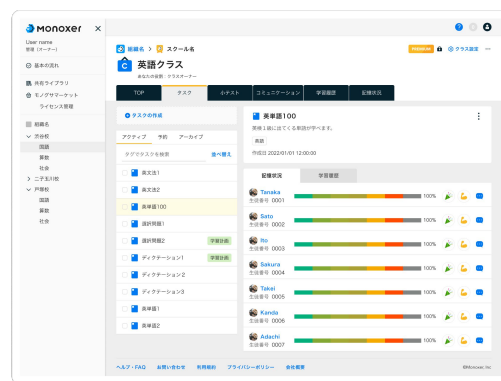 Monoxer ×
User name
管理 (オーナー)
基本の流れ
共有ライブラリ
モノグサマーケット
ライセンス管理
組織名
渋谷校
国語
算数
社会
二子玉川校
戸塚校
国語
算数
社会
組織名 > スクール名
PREMIUM クラス設定
C 英語クラス
あなたの役割:クラスオーナー
TOP タスク 小テスト コミュニケーション 学習履歴 記憶状況
タスクの作成
アクティブ 予約 アーカイブ
タグでタスクを検索 並べ替え
英文法1
英文法2
英単語100
選択問題1
選択問題2 学習計画
ディクテーション1 学習計画
ディクテーション2
ディクテーション3
英単語1
英単語2
英単語100
英検1級に出てくる単語が学べます。
英語
作成日 2022/01/01 12:00:00
記憶状況 学習履歴
Tanaka
生徒番号 0001 100%
Sato
生徒番号 0002 100%
Ito
生徒番号 0003 100%
Sakura
生徒番号 0004 100%
Takei
生徒番号 0005 100%
Kanda
生徒番号 0006 100%
Adachi
生徒番号 0007 100%
ヘルプ・FAQ お問い合わせ 利用規約 プライバシーポリシー 会社概要
©Monoxer, Inc